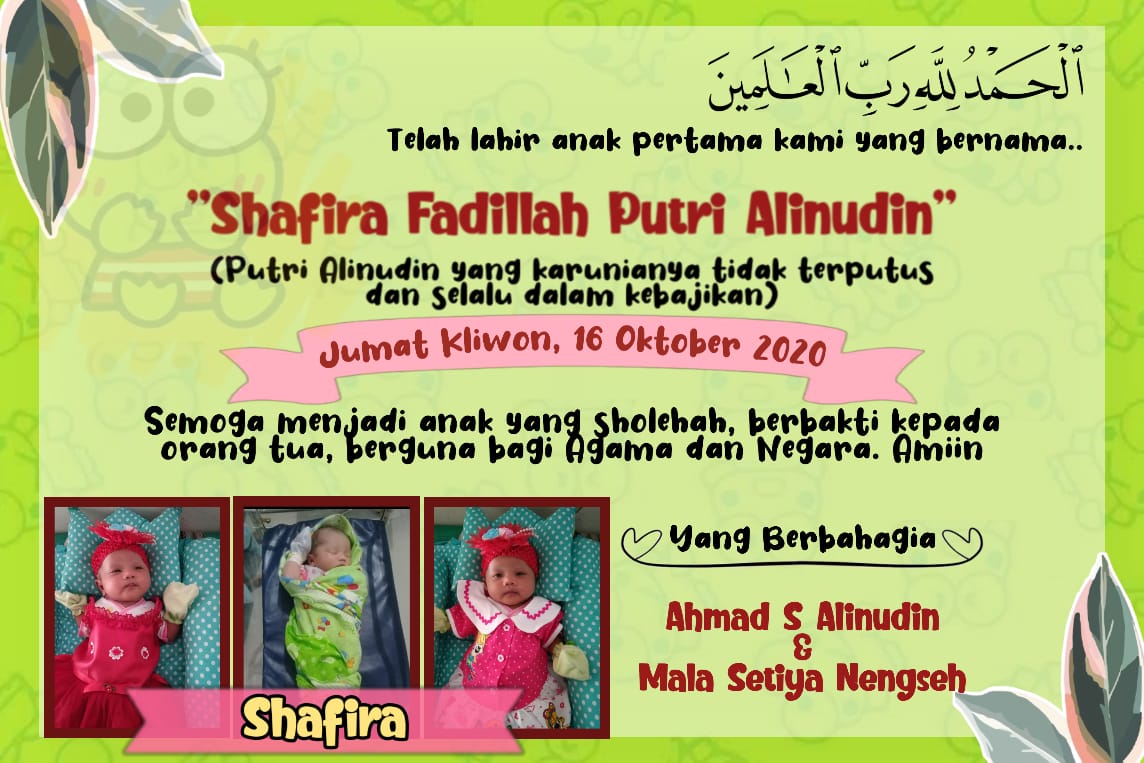 ٱلْحَمْدُ لِلَّهِ رَبِّ ٱلْعَـٰلَمِينَ
Telah lahir anak pertama kami yang bernama..
"Shafira Fadillah Putri Alinudin"
(Putri Alinudin yang karunianya tidak terputus
dan selalu dalam kebajikan)
Jumat Kliwon, 16 Oktober 2020
Semoga menjadi anak yang Sholehah, berbakti kepada
orang tua, berguna bagi Agama dan Negara. Amiin
Yang Berbahagia
Ahmad S Alinudin
&
Mala Setiya Nengseh
Shafira